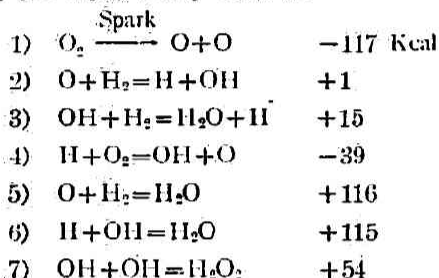 Spark
1) O₂ ——— O+O −117 Kcal
2) O+H₂=H+OH +1
3) OH+H₂=H₂O+H +15
4) H+O₂=OH+O −39
5) O+H₂=H₂O +116
6) H+OH=H₂O +115
7) OH+OH=H₂O₂ +54